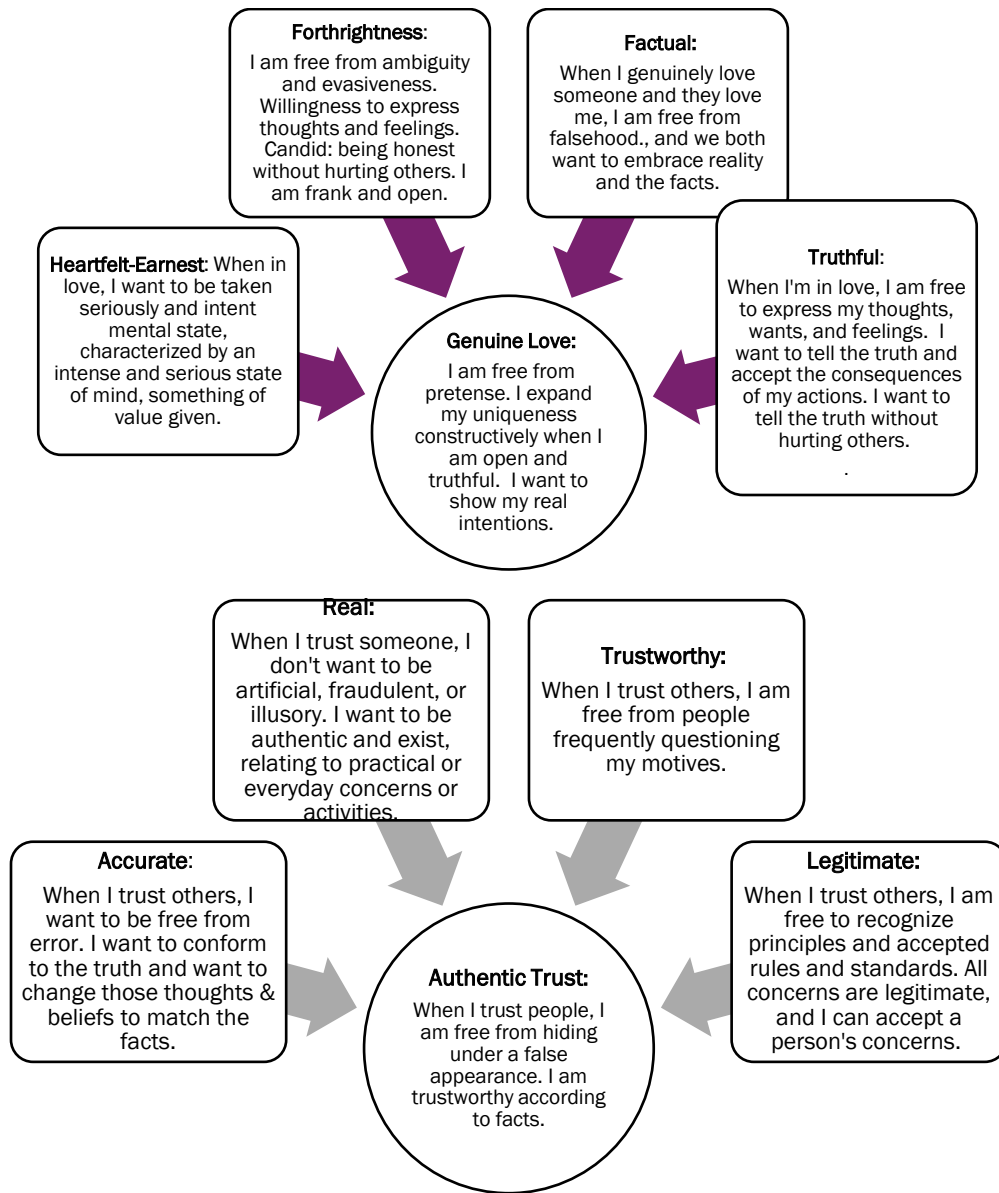 Forthrightness:
I am free from ambiguity
and evasiveness.
Willingness to express
thoughts and feelings.
Candid: being honest
without hurting others. I
am frank and open.
Factual:
When I genuinely love
someone and they love
me, I am free from
falsehood., and we both
want to embrace reality
and the facts.
Heartfelt-Earnest: When in
love, I want to be taken
seriously and intent
mental state,
characterized by an
intense and serious state
of mind, something of
value given.
Truthful:
When I'm in love, I am free
to express my thoughts,
wants, and feelings.  I
want to tell the truth and
accept the consequences
of my actions. I want to
tell the truth without
hurting others.
.
Genuine Love:
I am free from
pretense. I expand
my uniqueness
constructively when I
am open and
truthful.  I want to
show my real
intentions.
Real:
When I trust someone, I
don't want to be
artificial, fraudulent, or
illusory. I want to be
authentic and exist,
relating to practical or
everyday concerns or
activities.
Trustworthy:
When I trust others, I am
free from people
frequently questioning
my motives.
Accurate:
When I trust others, I
want to be free from
error. I want to conform
to the truth and want to
change those thoughts &
beliefs to match the
facts.
Legitimate:
When I trust others, I am
free to recognize
principles and accepted
rules and standards. All
concerns are legitimate,
and I can accept a
person's concerns.
Authentic Trust:
When I trust people, I
am free from hiding
under a false
appearance. I am
trustworthy according
to facts.